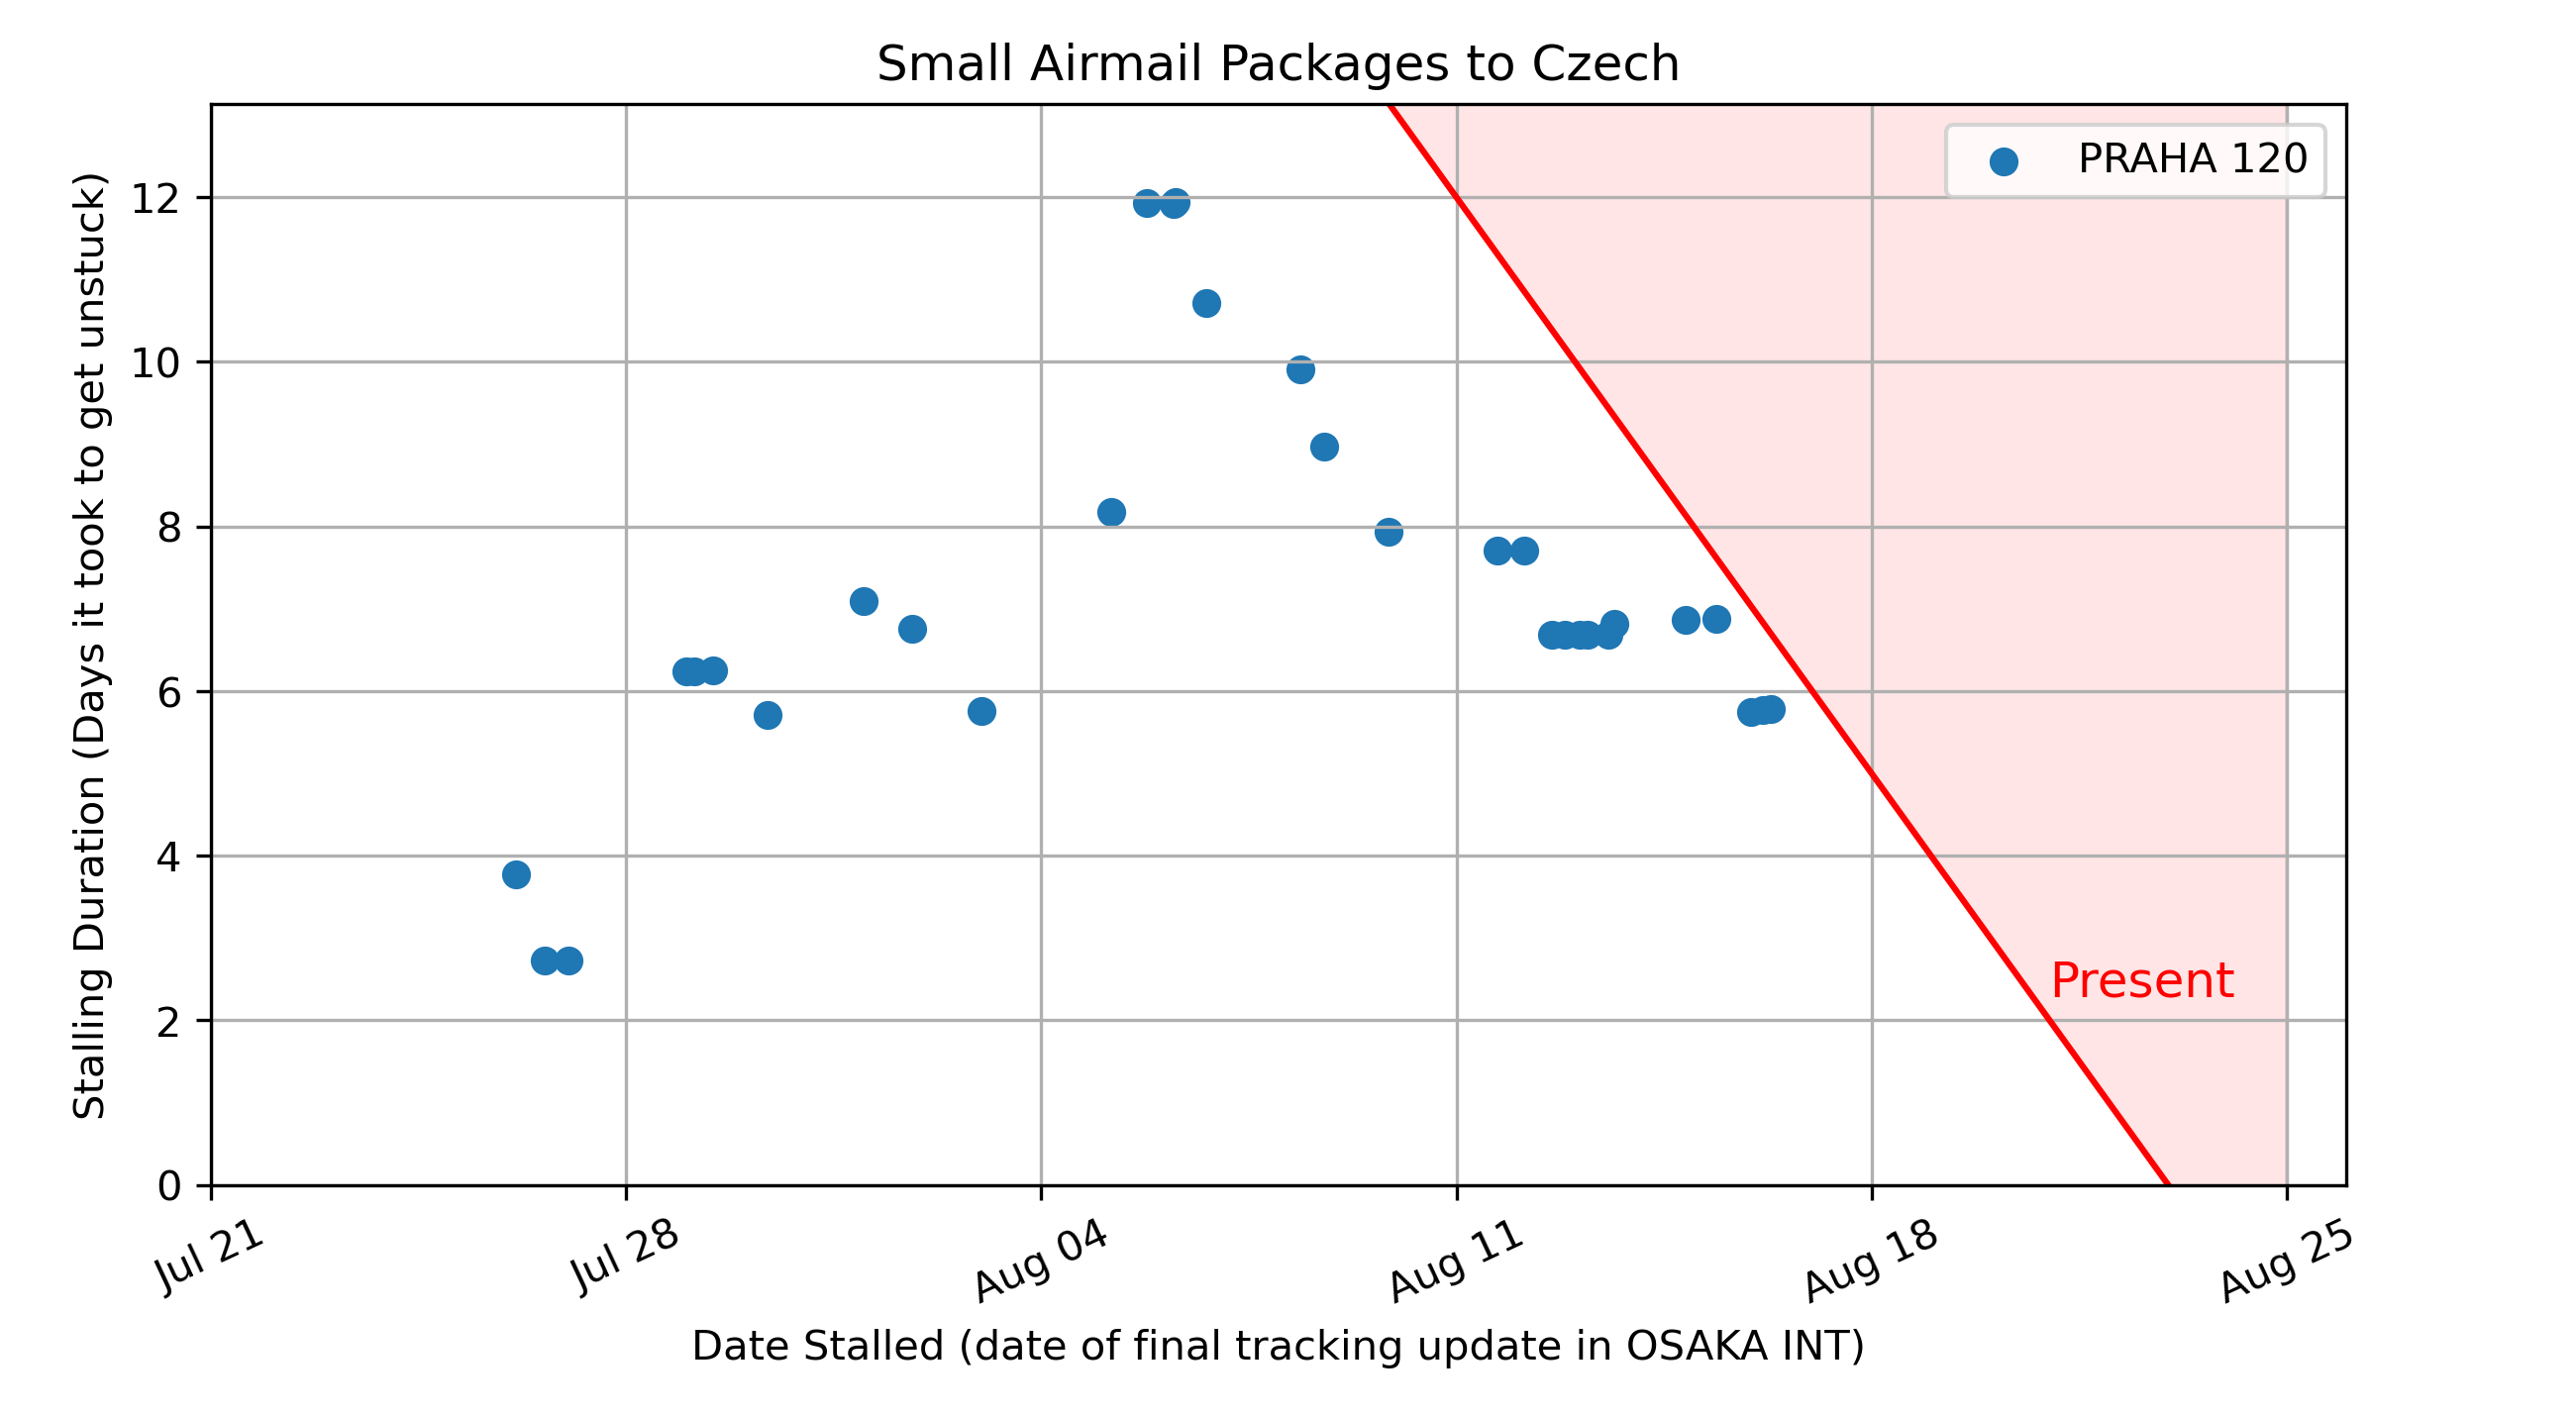 Small Airmail Packages to Czech
PRAHA 120
Stalling Duration (Days it took to get unstuck)
12
10
8
6
4
2
0
Present
Jul 21
Jul 28
Aug 04
Aug 11
Aug 18
Aug 25
Date Stalled (date of final tracking update in OSAKA INT)